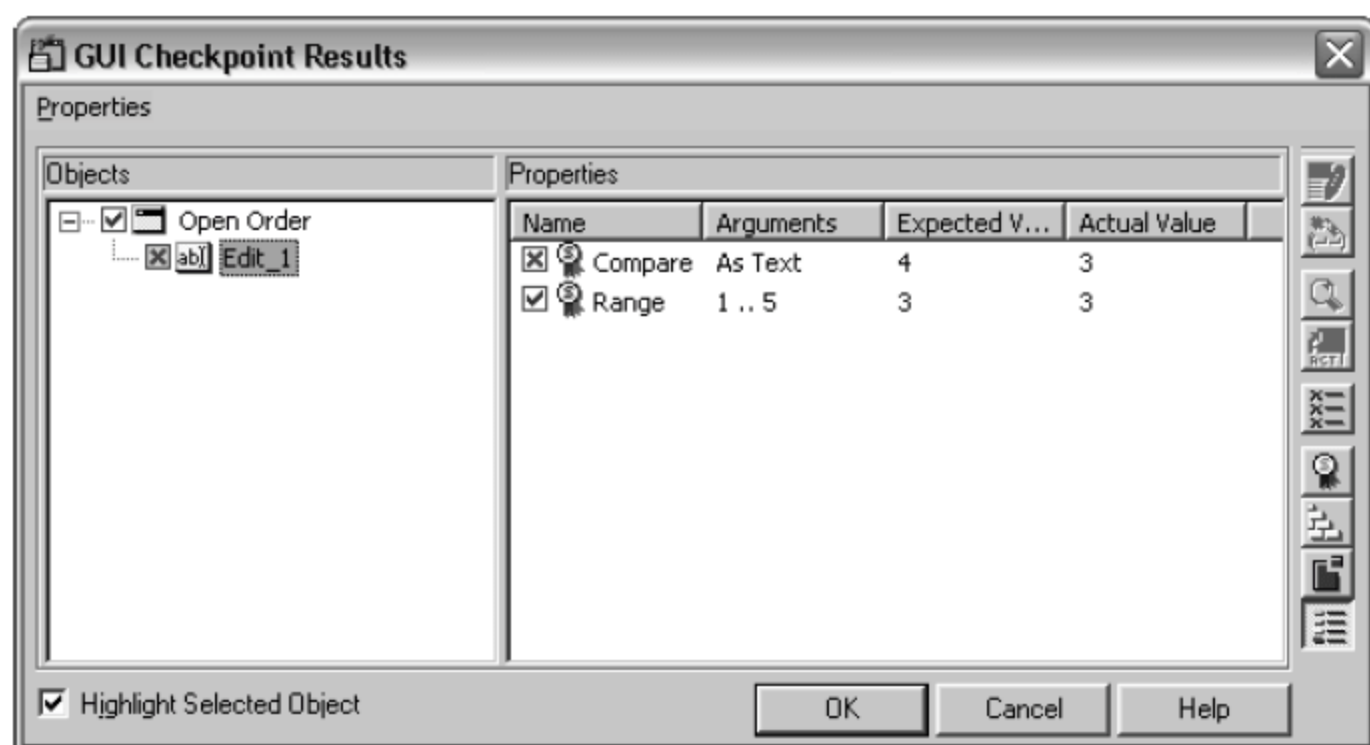 GUI Checkpoint Results
Properties
Objects
Properties
Open Order
Edit_1
Name Arguments Expected V... Actual Value
Compare As Text 4 3
Range 1 .. 5 3 3
Highlight Selected Object
OK Cancel Help